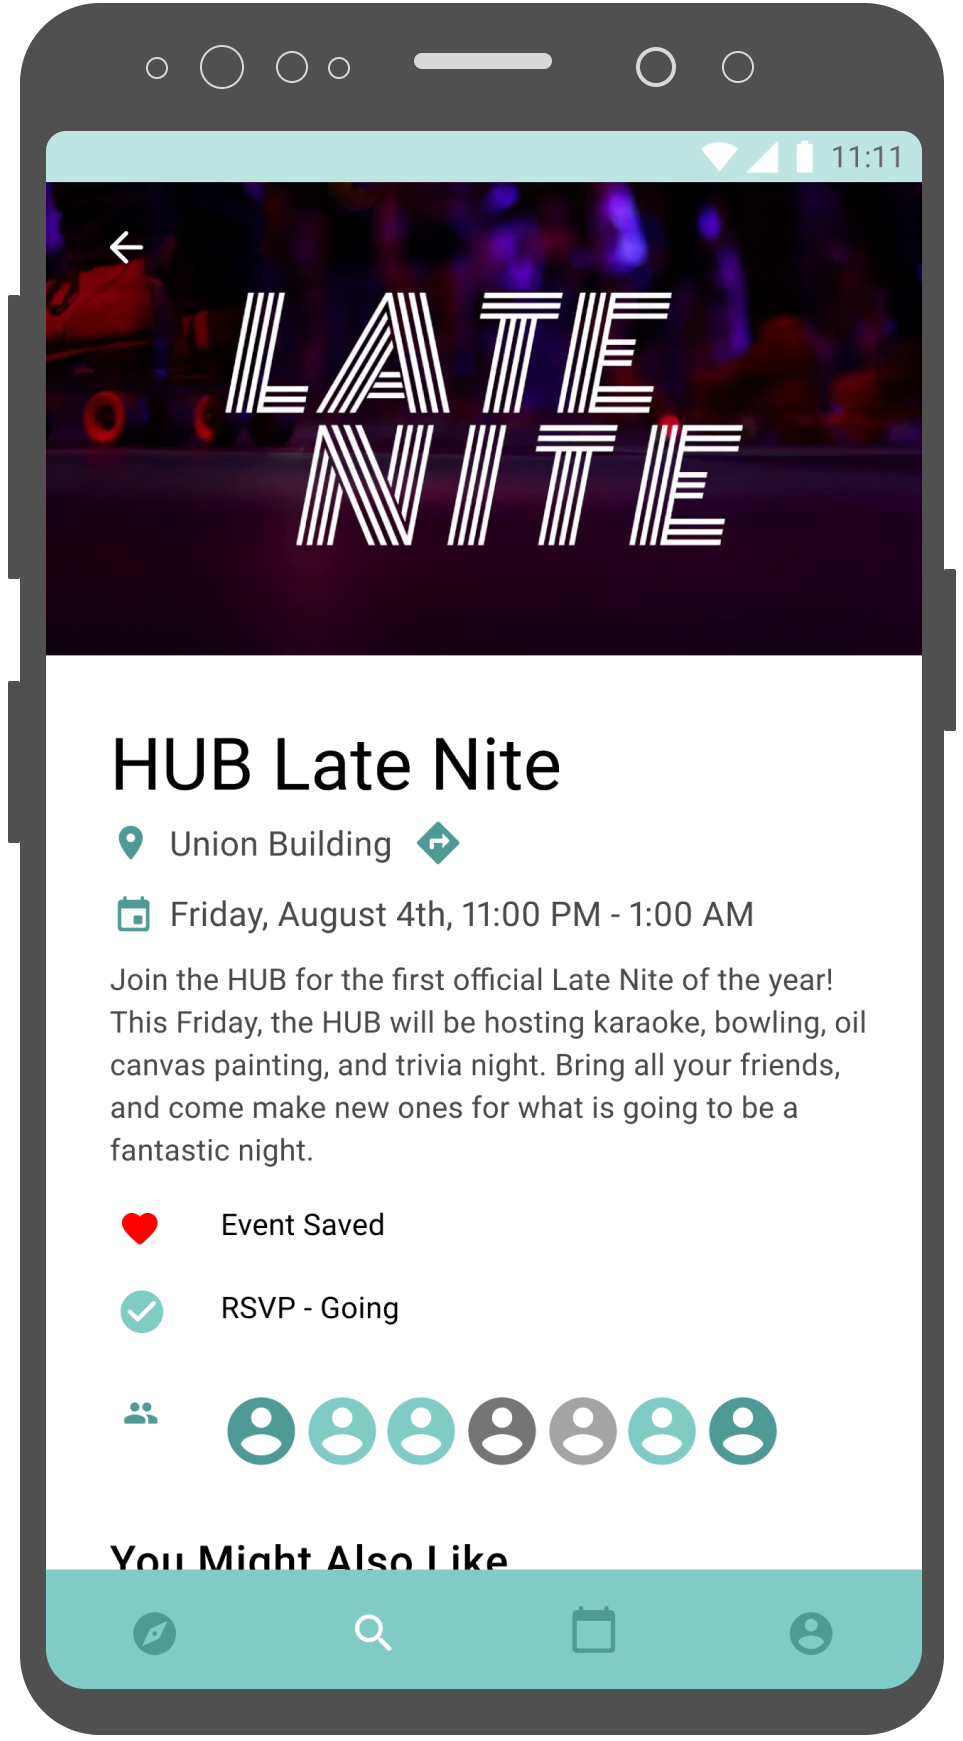 11:11
LATE
NITE
HUB Late Nite
Union Building
Friday, August 4th, 11:00 PM - 1:00 AM
Join the HUB for the first official Late Nite of the year!
This Friday, the HUB will be hosting karaoke, bowling, oil
canvas painting, and trivia night. Bring all your friends,
and come make new ones for what is going to be a
fantastic night.
Event Saved
RSVP - Going
You Might Also Like